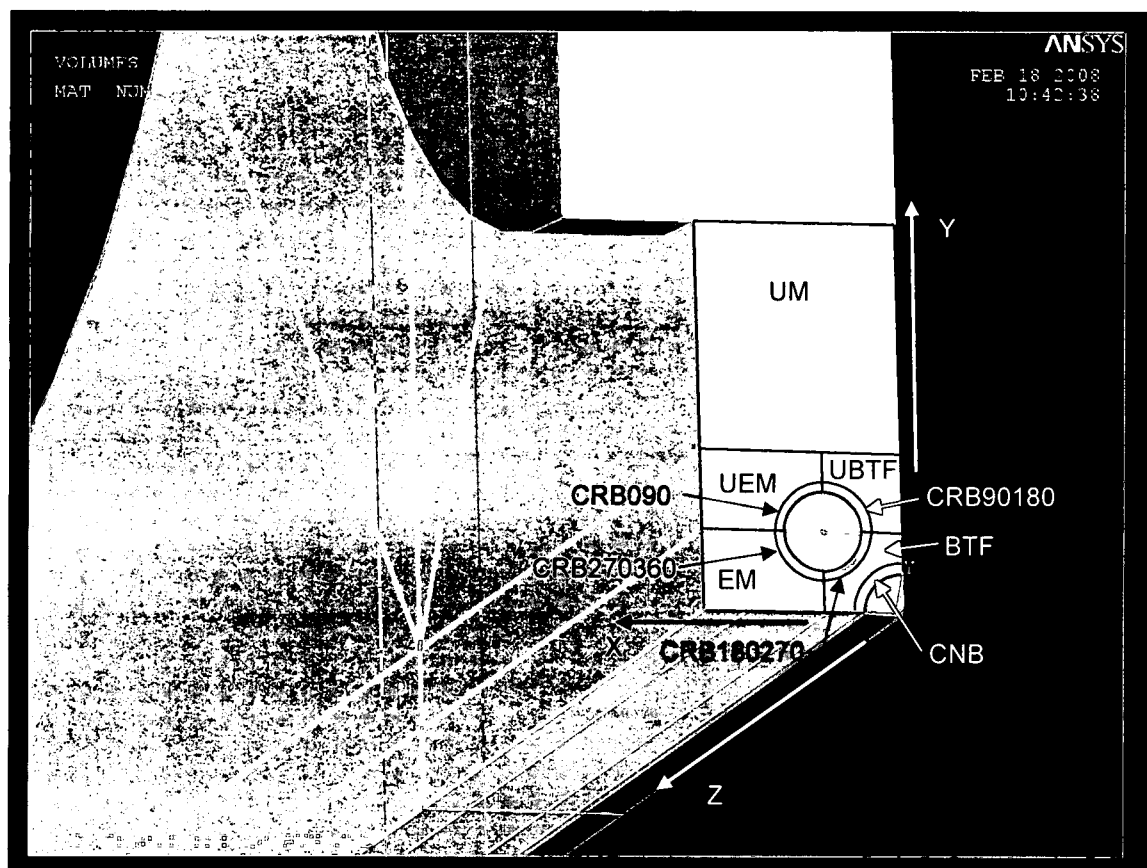 ANSYS
VOLUMES
MAT NUM
FEB 18 2008
10:42:38
Y
UM
UEM
UBTF
CRB090
CRB90180
BTF
CRB270360
EM
X
CRB180270
CNB
Z